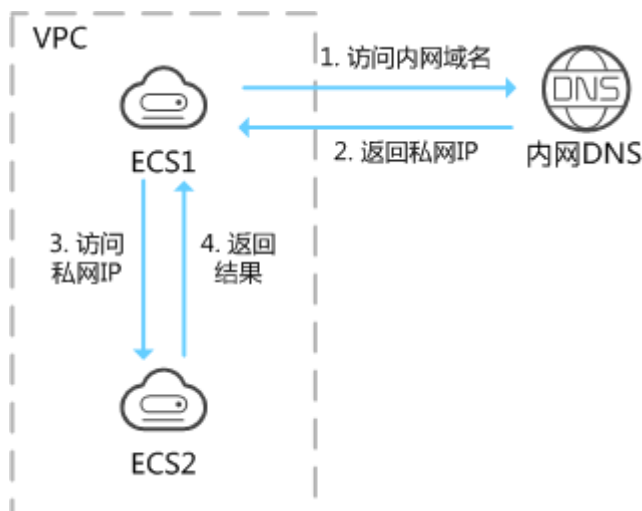 VPC
1. 访问内网域名
DNS
ECS1
2. 返回私网IP
内网DNS
3. 访问
私网IP
4. 返回
结果
ECS2